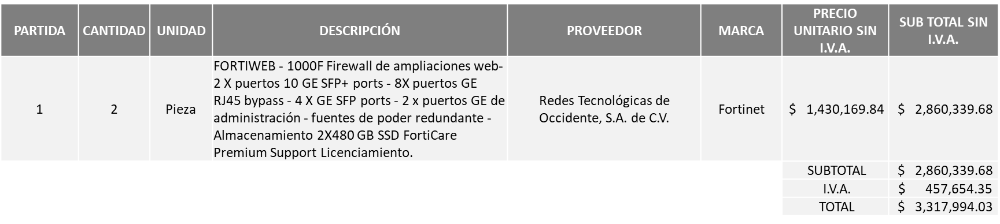 PARTIDA CANTIDAD UNIDAD DESCRIPCIÓN PROVEEDOR MARCA PRECIO UNITARIO SIN I.V.A. SUB TOTAL SIN I.V.A.
FORTIWEB - 1000F Firewall de ampliaciones web-
2 X puertos 10 GE SFP+ ports - 8X puertos GE
RJ45 bypass - 4 X GE SFP ports - 2 x puertos GE de
administración - fuentes de poder redundante -
Almacenamiento 2X480 GB SSD FortiCare
Premium Support Licenciamiento.
1 2 Pieza
Redes Tecnológicas de
Occidente, S.A. de C.V.
Fortinet $ 1,430,169.84 $ 2,860,339.68
SUBTOTAL $ 2,860,339.68
I.V.A. $ 457,654.35
TOTAL $ 3,317,994.03